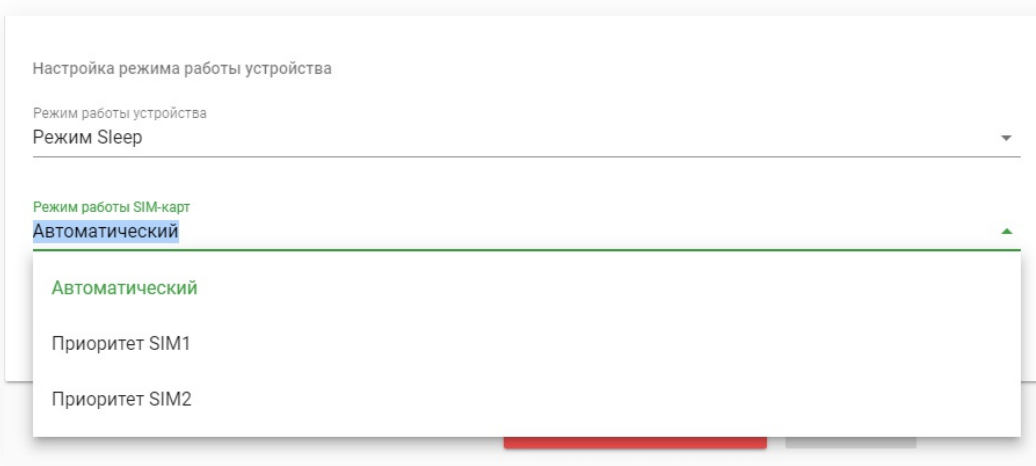 Настройка режима работы устройства
Режим работы устройства
Режим Sleep
Режим работы SIM-карт
Автоматический
Автоматический
Приоритет SIM1
Приоритет SIM2